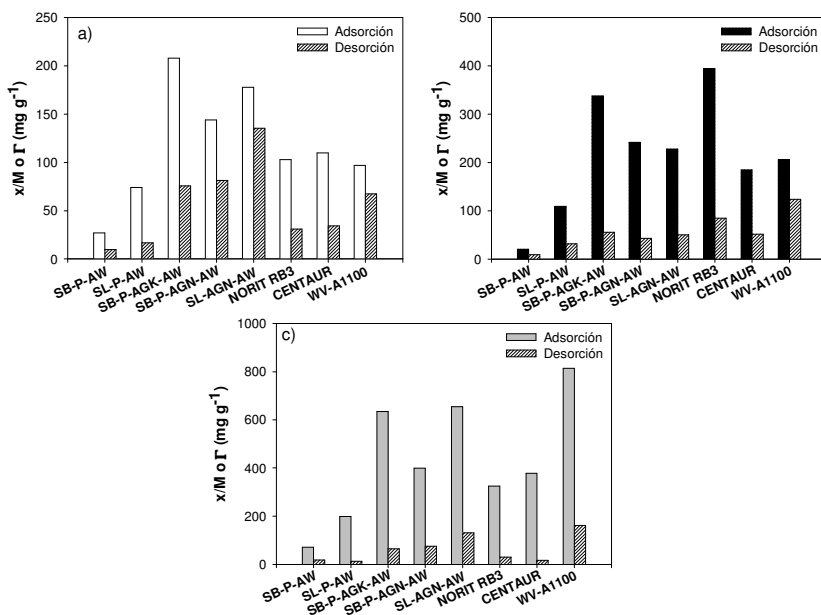 a)
Adsorción
Desorción
x/M o Γ (mg g⁻¹)
250
200
150
100
50
0
SB-P-AW
SL-P-AW
SB-P-AGK-AW
SB-P-AGN-AW
SL-AGN-AW
NORIT RB3
CENTAUR
WV-A1100
Adsorción
Desorción
x/M o Γ (mg g⁻¹)
500
400
300
200
100
0
SB-P-AW
SL-P-AW
SB-P-AGK-AW
SB-P-AGN-AW
SL-AGN-AW
NORIT RB3
CENTAUR
WV-A1100
c)
Adsorción
Desorción
x/M o Γ (mg g⁻¹)
1000
800
600
400
200
0
SB-P-AW
SL-P-AW
SB-P-AGK-AW
SB-P-AGN-AW
SL-AGN-AW
NORIT RB3
CENTAUR
WV-A1100